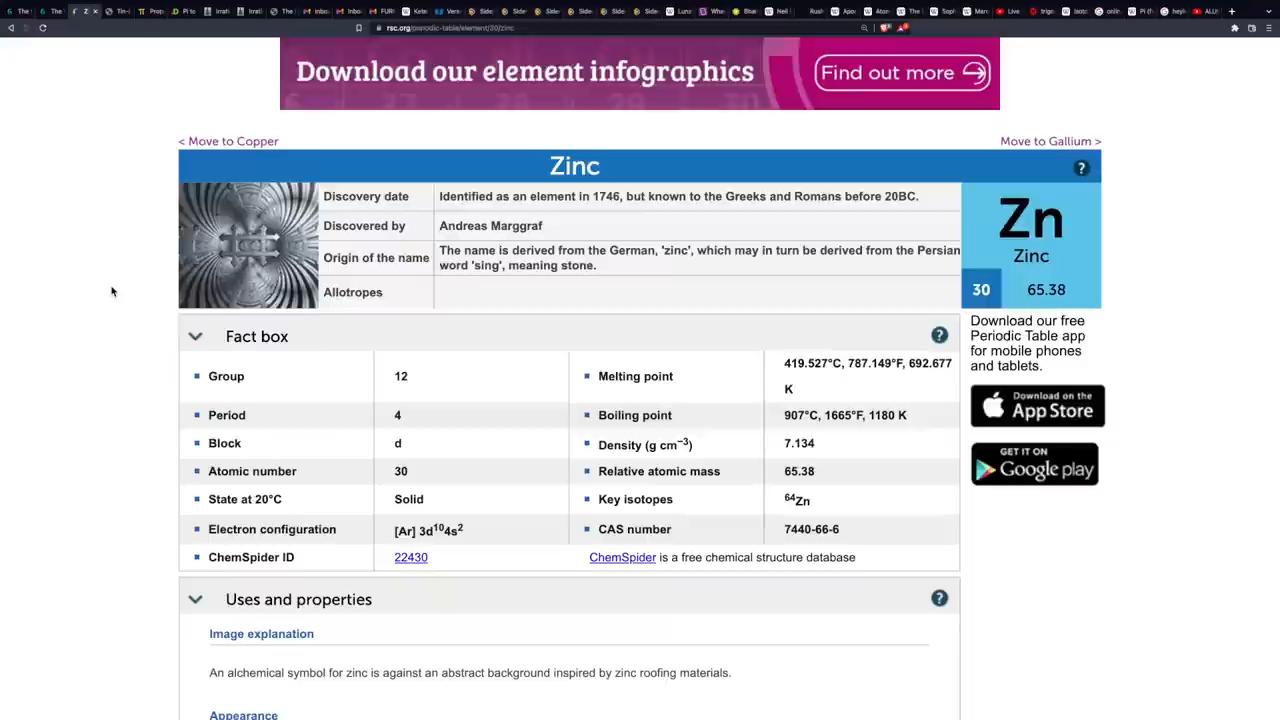 rsc.org/periodic-table/element/30/zinc
Download our element infographics
Find out more
< Move to Copper
Move to Gallium >
Zinc
?
Discovery date
Identified as an element in 1746, but known to the Greeks and Romans before 20BC.
Discovered by
Andreas Marggraf
Origin of the name
The name is derived from the German, 'zinc', which may in turn be derived from the Persian
word 'sing', meaning stone.
Allotropes
Zn
Zinc
30
65.38
Download our free
Periodic Table app
for mobile phones
and tablets.
Download on the
App Store
GET IT ON
Google play
Fact box
?
Group
12
Melting point
419.527°C, 787.149°F, 692.677
K
Period
4
Boiling point
907°C, 1665°F, 1180 K
Block
d
Density (g cm⁻³)
7.134
Atomic number
30
Relative atomic mass
65.38
State at 20°C
Solid
Key isotopes
⁶⁴Zn
Electron configuration
[Ar] 3d¹⁰4s²
CAS number
7440-66-6
ChemSpider ID
22430
ChemSpider is a free chemical structure database
Uses and properties
?
Image explanation
An alchemical symbol for zinc is against an abstract background inspired by zinc roofing materials.
Appearance